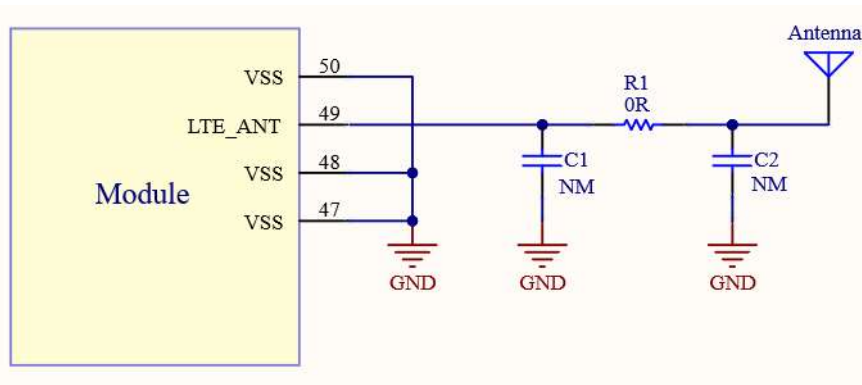 Antenna
50
VSS
R1
0R
49
LTE_ANT
C1
NM
C2
NM
48
VSS
Module
47
VSS
GND
GND
GND